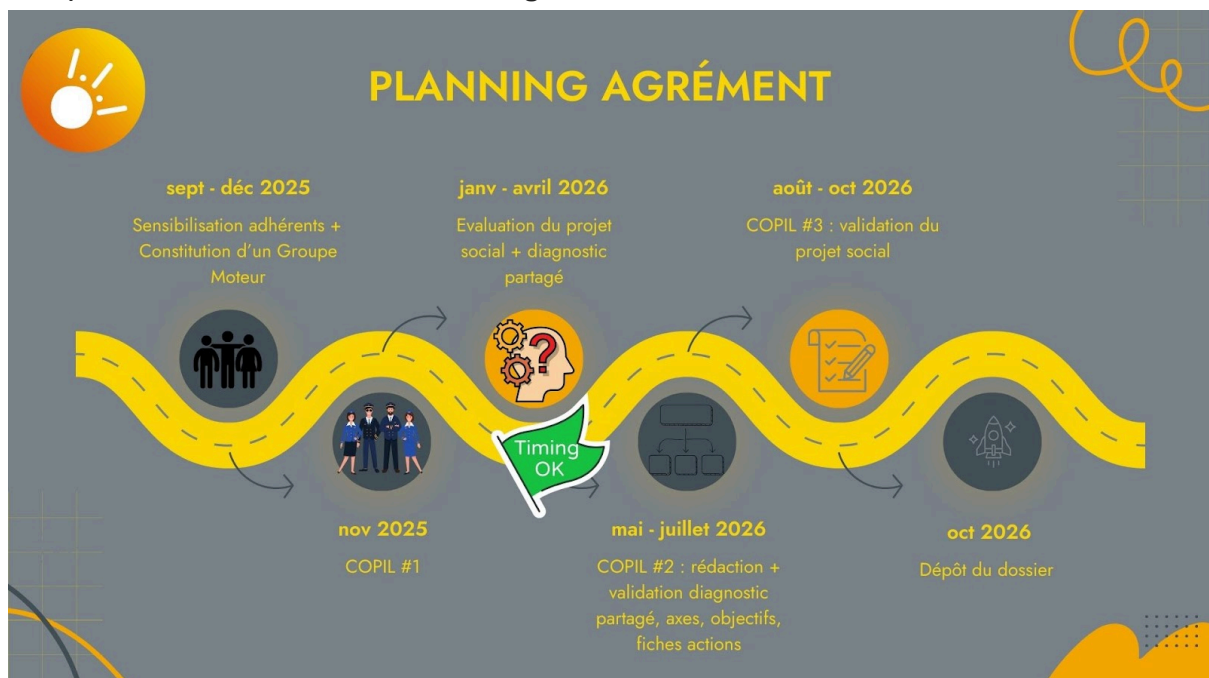 PLANNING AGRÉMENT
sept - déc 2025
Sensibilisation adhérents +
Constitution d'un Groupe
Moteur
janv - avril 2026
Evaluation du projet
social + diagnostic
partagé
août - oct 2026
COPIL #3 : validation du
projet social
Timing
OK
nov 2025
COPIL #1
mai - juillet 2026
COPIL #2 : rédaction +
validation diagnostic
partagé, axes, objectifs,
fiches actions
oct 2026
Dépôt du dossier